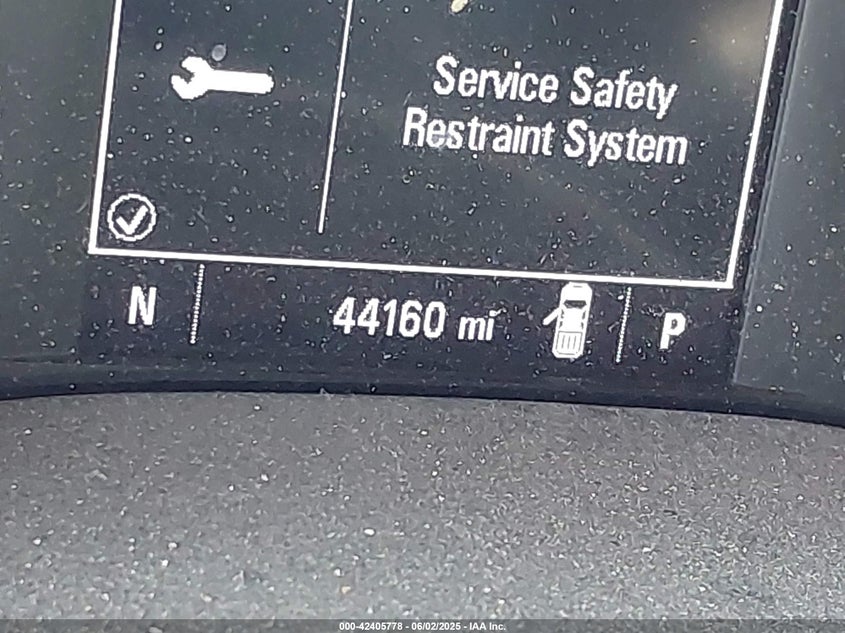 Service Safety
Restraint System
N 44160 mi P
000-42405778 - 06/02/2025 - IAA Inc.